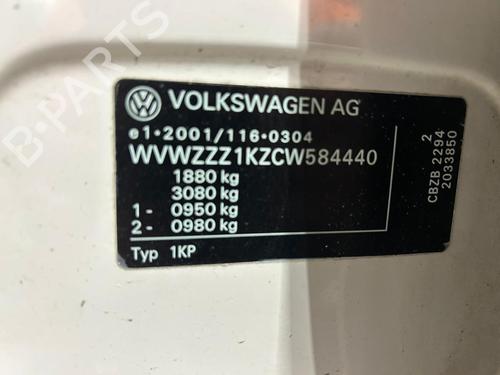 B-PARTS
VOLKSWAGEN AG
e1*2001/116*0304
WVWZZZ1KZCW584440
1880 kg
3080 kg
1- 0950 kg
2- 0980 kg
Typ 1KP
2
CBZB 2294
2033850